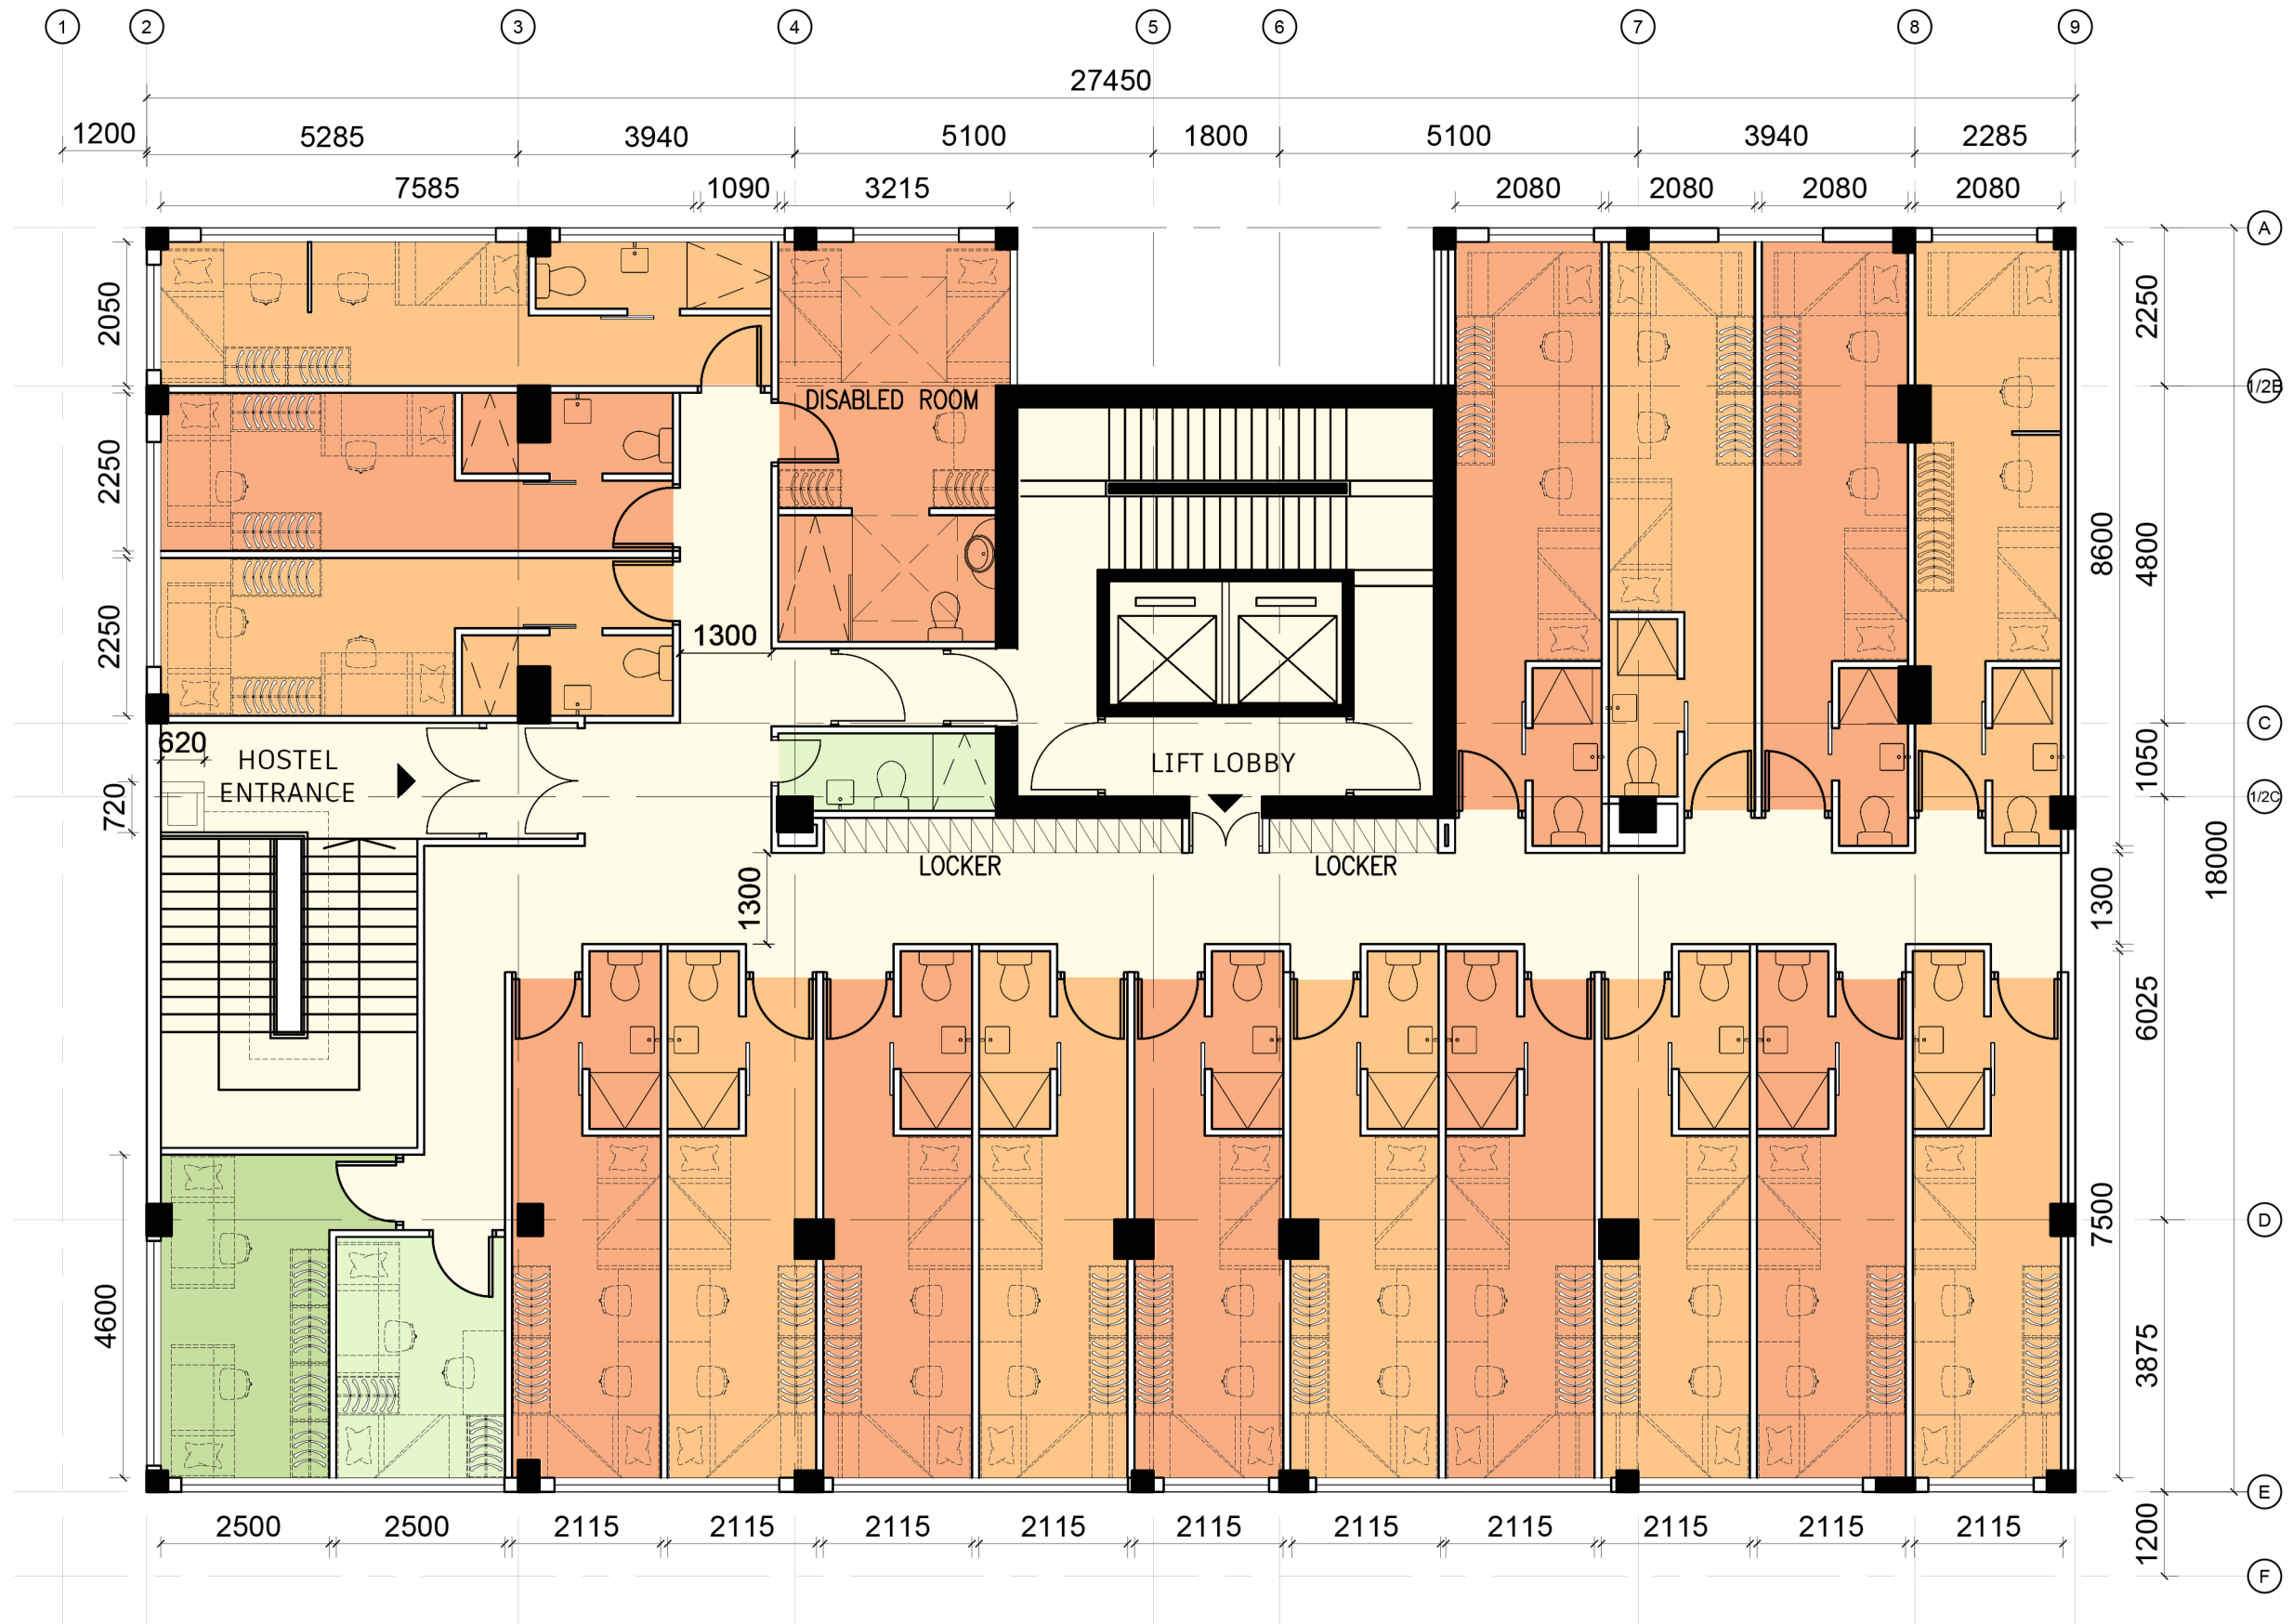 1 2 3 4 5 6 7 8 9
27450
1200 5285 3940 5100 1800 5100 3940 2285
7585 1090 3215 2080 2080 2080 2080
A
2050
2250
1/2B
DISABLED ROOM
2250
8600
4800
2250
1300
C
620
HOSTEL
ENTRANCE
LIFT LOBBY
1050
720
1/2C
LOCKER LOCKER
18000
1300
1300
6025
D
7500
4600
3875
E
2500 2500 2115 2115 2115 2115 2115 2115 2115 2115 2115 2115
1200
F